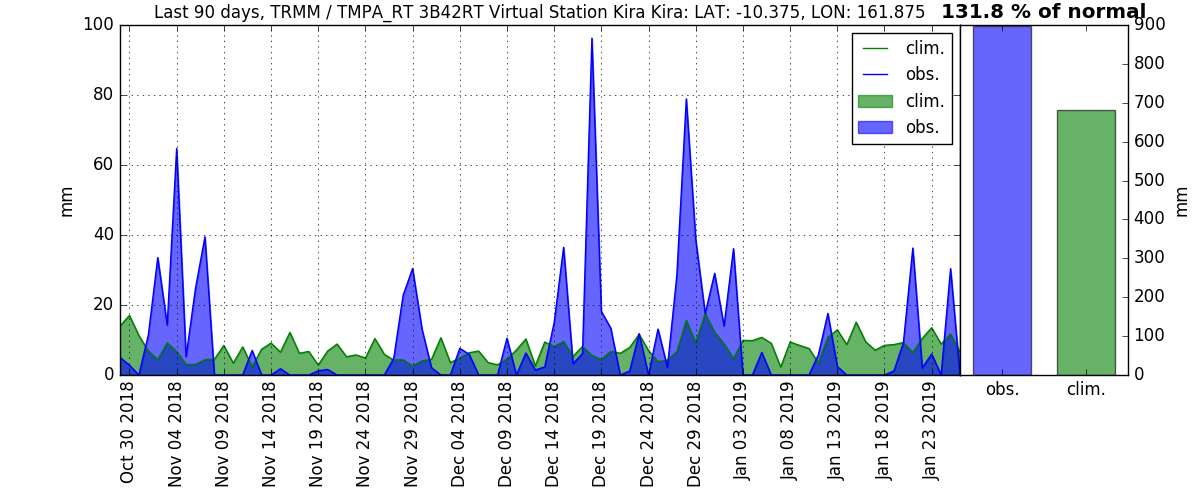 Last 90 days, TRMM / TMPA_RT 3B42RT Virtual Station Kira Kira: LAT: -10.375, LON: 161.875 131.8 % of normal
100
80
60
40
20
0
mm
clim.
obs.
clim.
obs.
900
800
700
600
500
400
300
200
100
0
mm
obs. clim.
Oct 30 2018
Nov 04 2018
Nov 09 2018
Nov 14 2018
Nov 19 2018
Nov 24 2018
Nov 29 2018
Dec 04 2018
Dec 09 2018
Dec 14 2018
Dec 19 2018
Dec 24 2018
Dec 29 2018
Jan 03 2019
Jan 08 2019
Jan 13 2019
Jan 18 2019
Jan 23 2019